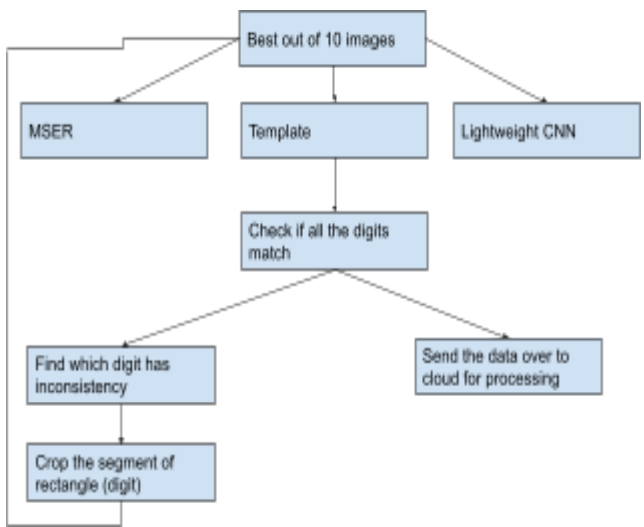 Best out of 10 images
MSER
Template
Lightweight CNN
Check if all the digits
match
Find which digit has
inconsistency
Send the data over to
cloud for processing
Crop the segment of
rectangle (digit)